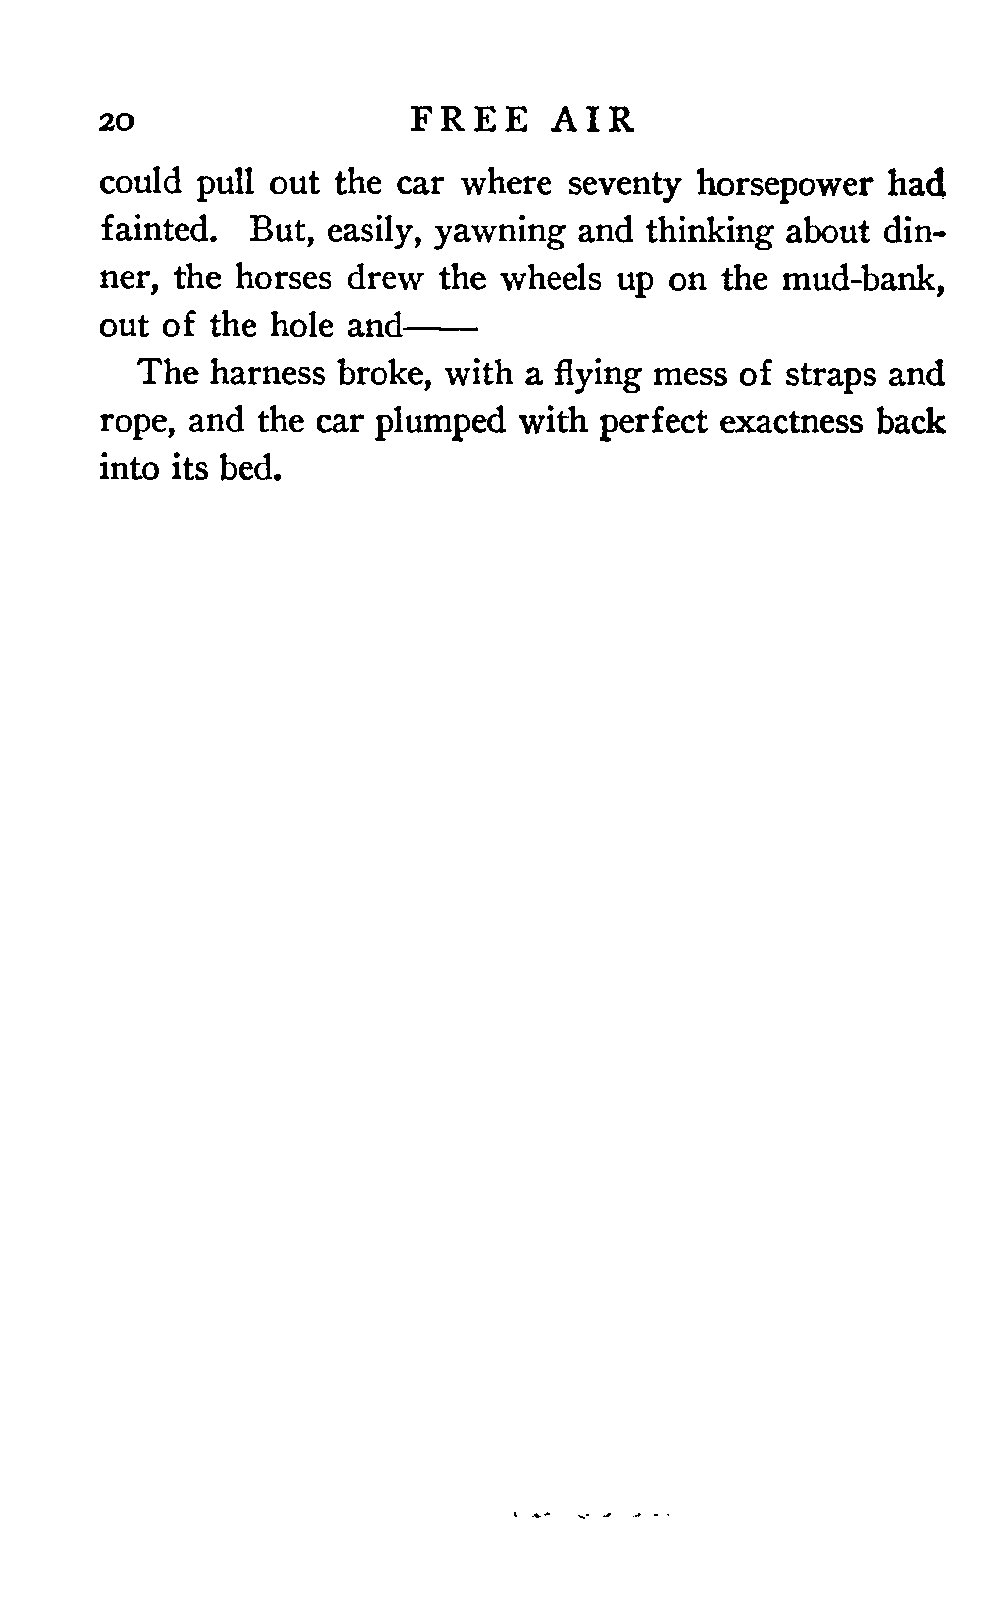 20 FREE AIR
could pull out the car where seventy horsepower had
fainted. But, easily, yawning and thinking about din-
ner, the horses drew the wheels up on the mud-bank,
out of the hole and——
The harness broke, with a flying mess of straps and
rope, and the car plumped with perfect exactness back
into its bed.